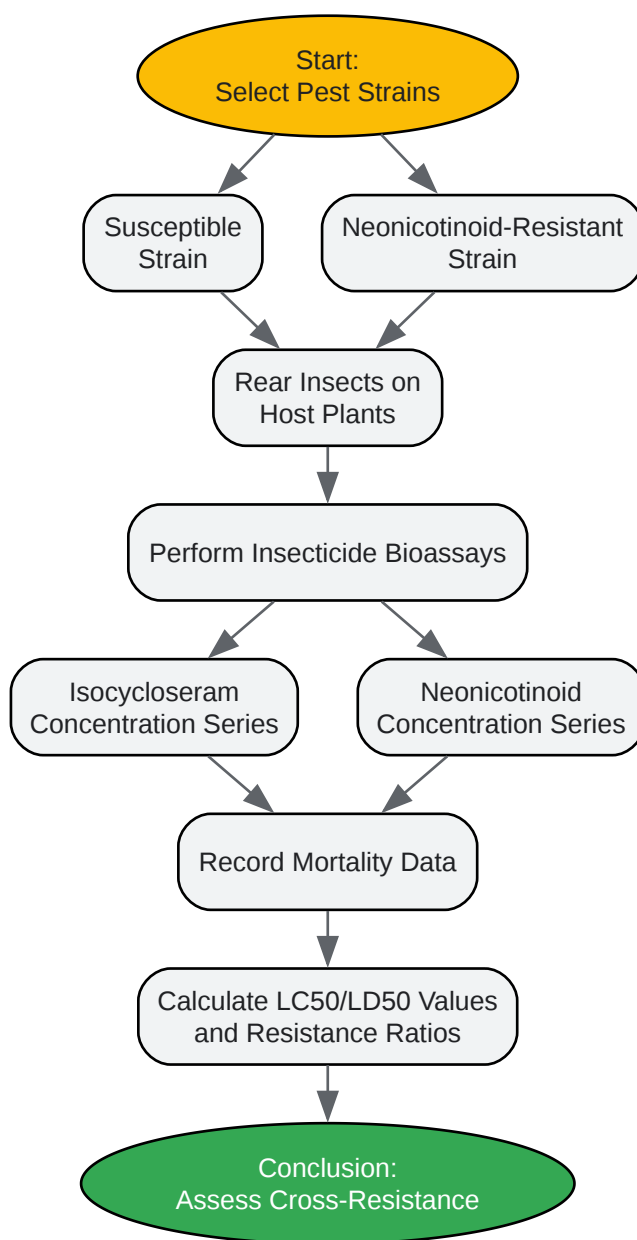 Start:
Select Pest Strains
Susceptible
Strain
Neonicotinoid-Resistant
Strain
Rear Insects on
Host Plants
Perform Insecticide Bioassays
Isocycloseram
Concentration Series
Neonicotinoid
Concentration Series
Record Mortality Data
Calculate LC50/LD50 Values
and Resistance Ratios
Conclusion:
Assess Cross-Resistance